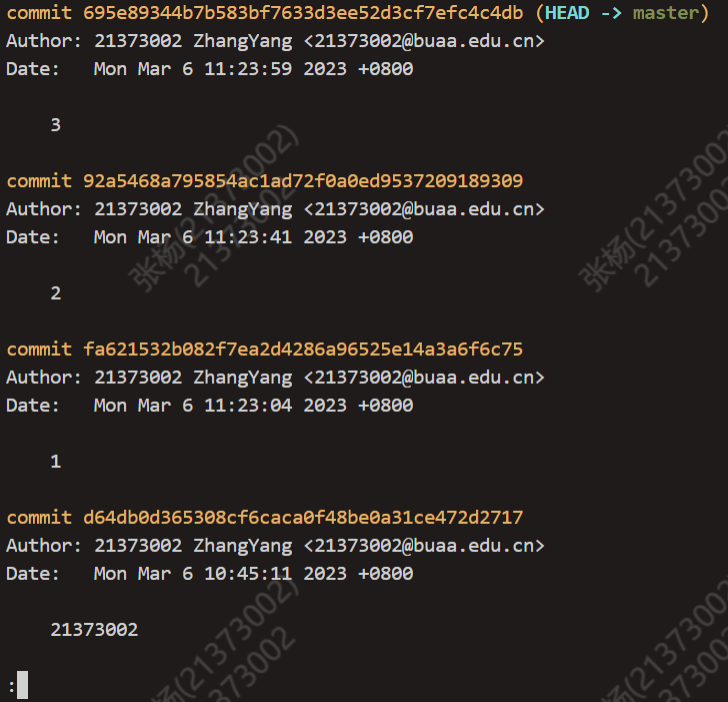 commit 695e89344b7b583bf7633d3ee52d3cf7efc4c4db (HEAD -> master)
Author: 21373002 ZhangYang <21373002@buaa.edu.cn>
Date:   Mon Mar 6 11:23:59 2023 +0800
3
commit 92a5468a795854ac1ad72f0a0ed9537209189309
Author: 21373002 ZhangYang <21373002@buaa.edu.cn>
Date:   Mon Mar 6 11:23:41 2023 +0800
2
commit fa621532b082f7ea2d4286a96525e14a3a6f6c75
Author: 21373002 ZhangYang <21373002@buaa.edu.cn>
Date:   Mon Mar 6 11:23:04 2023 +0800
1
commit d64db0d365308cf6caca0f48be0a31ce472d2717
Author: 21373002 ZhangYang <21373002@buaa.edu.cn>
Date:   Mon Mar 6 10:45:11 2023 +0800
21373002
:
张杨(21373002)
21373002
张杨(21373002)
21373002
张杨(21373002)
21373002
张杨(21373002)
21373002